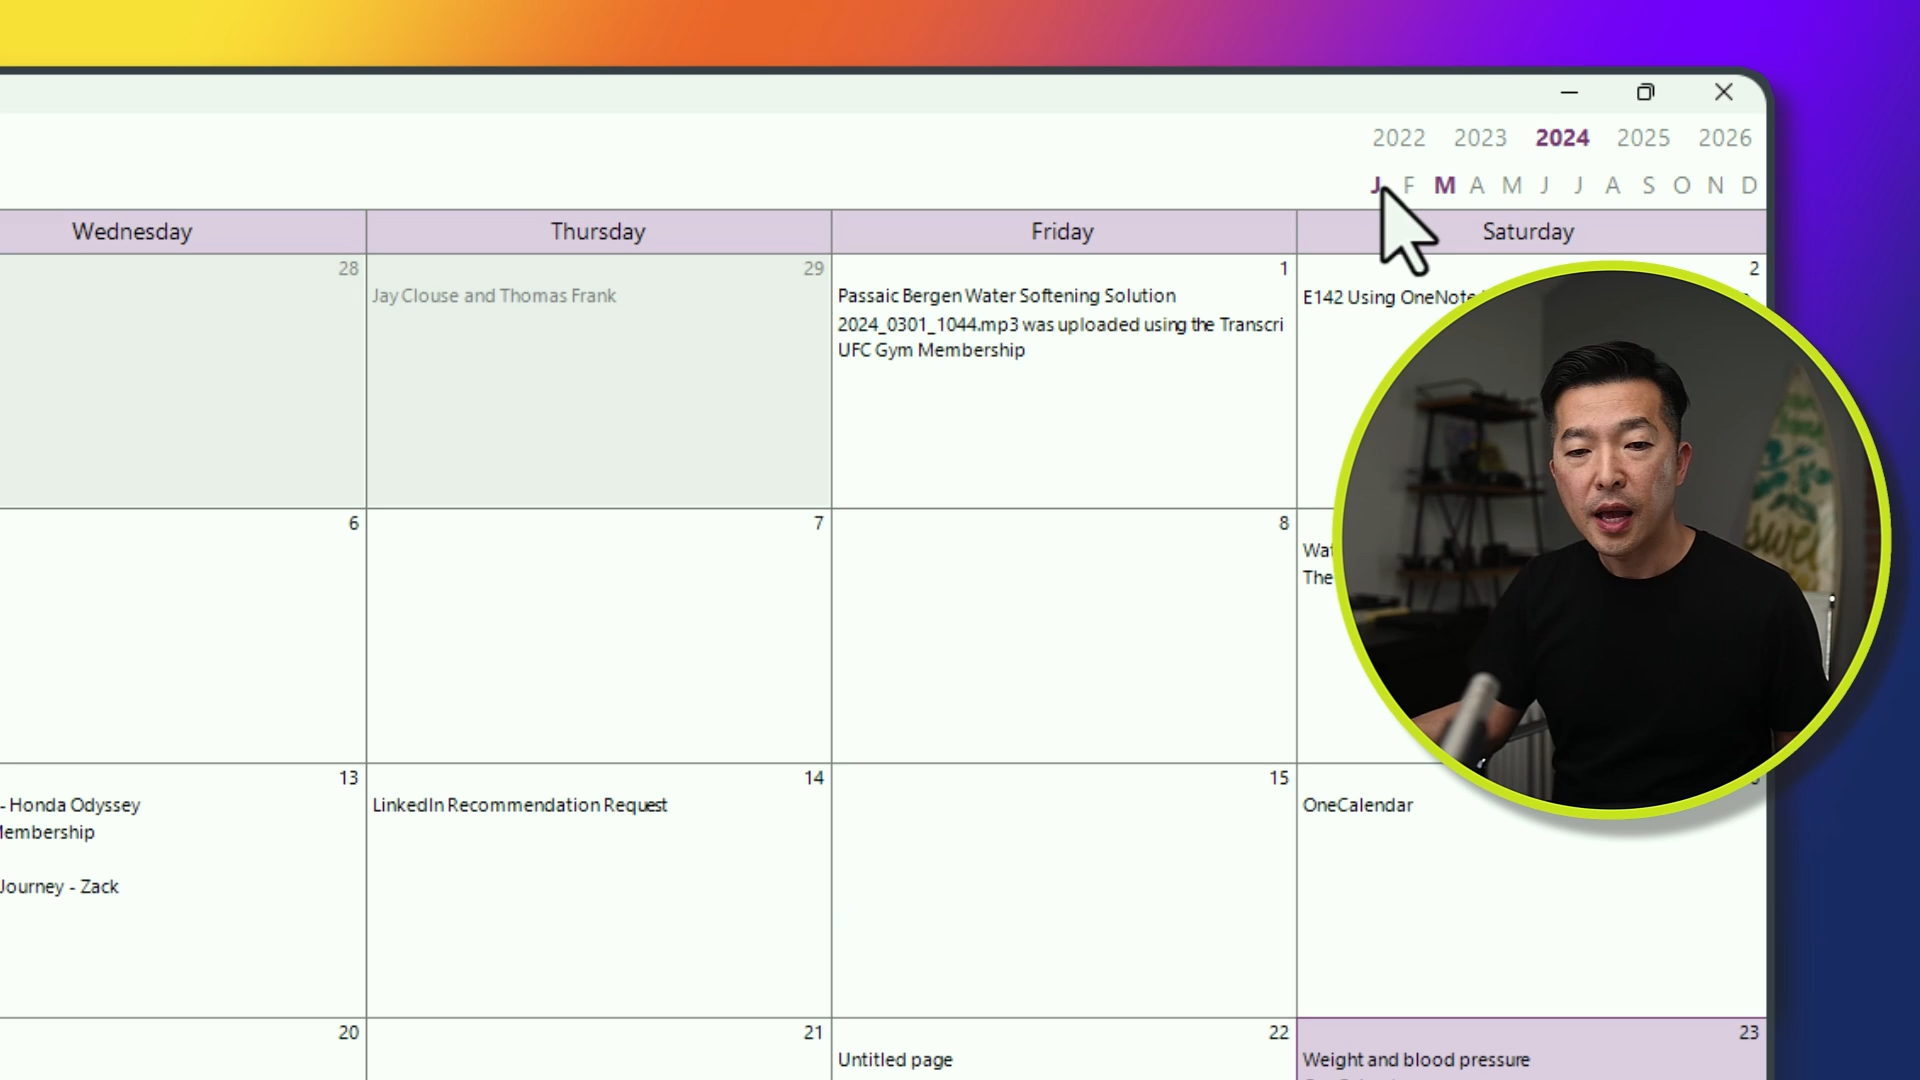 2022 2023 2024 2025 2026
J F M A M J J A S O N D
Wednesday Thursday Friday Saturday
28 29 1 2
Jay Clouse and Thomas Frank
Passaic Bergen Water Softening Solution
2024_0301_1044.mp3 was uploaded using the Transcri
UFC Gym Membership
E142 Using OneNote
6 7 8
The
13 14 15
- Honda Odyssey
Membership
Journey - Zack
LinkedIn Recommendation Request
OneCalendar
20 21 22 23
Untitled page
Weight and blood pressure